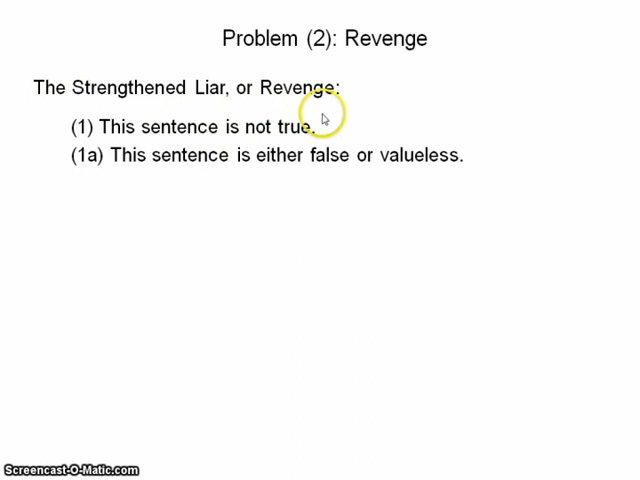 Problem (2): Revenge
The Strengthened Liar, or Revenge:
(1) This sentence is not true.
(1a) This sentence is either false or valueless.
Screencast-O-Matic.com